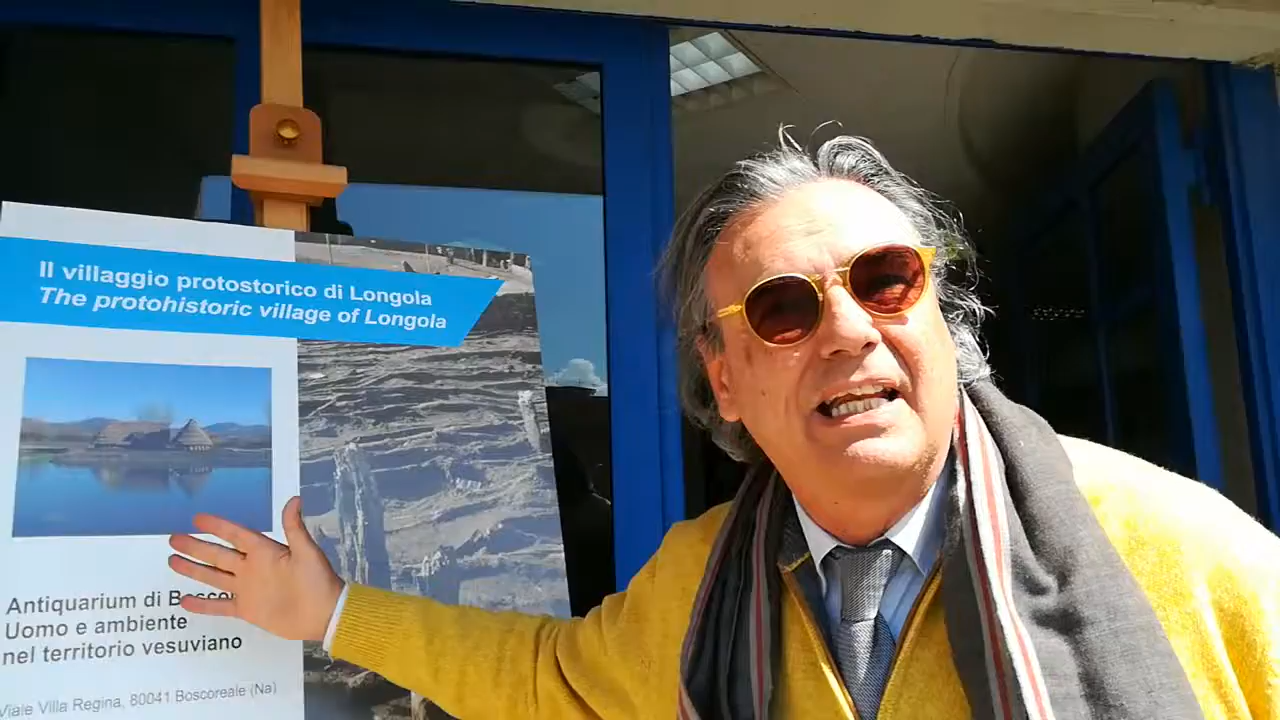 Il villaggio protostorico di Longola
The protohistoric village of Longola
Antiquarium di
Uomo e ambiente
nel territorio vesuviano
Viale Villa Regina, 80041 Boscoreale (Na)